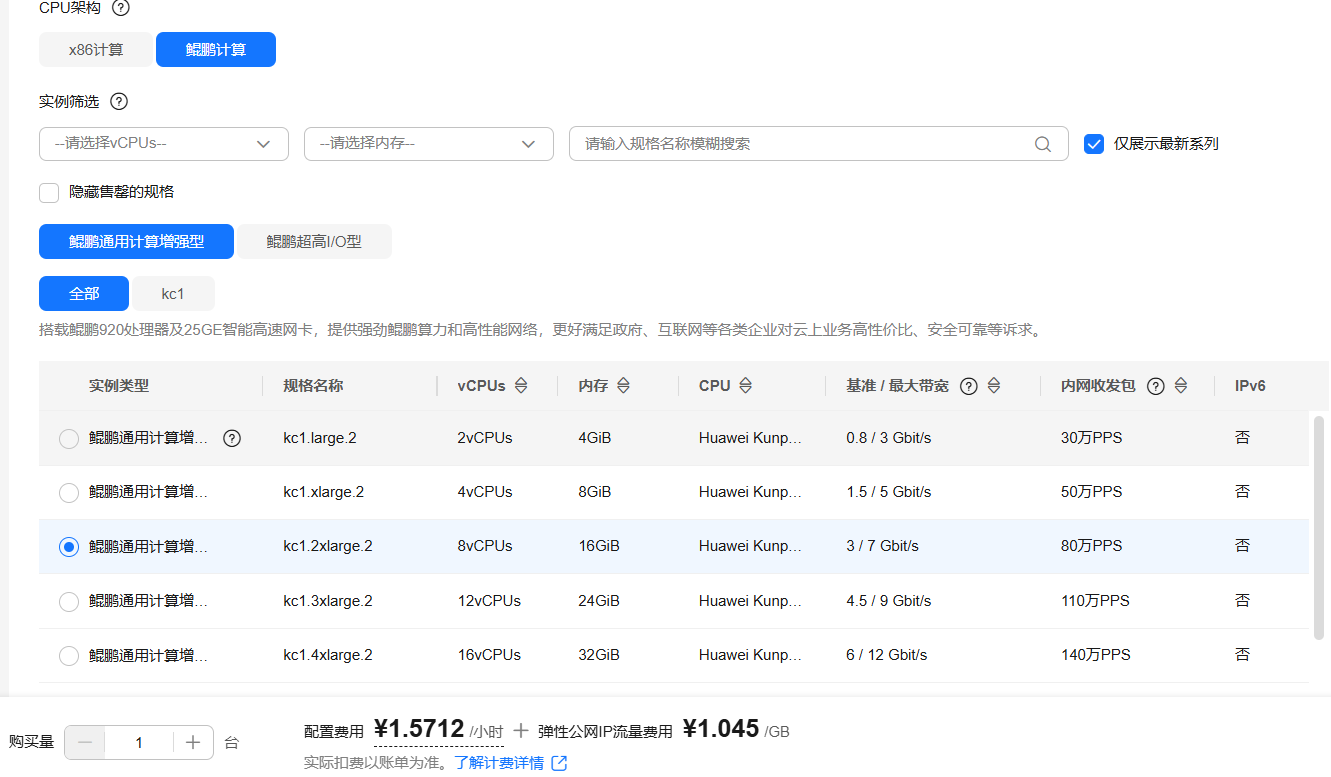 CPU架构 ?
x86计算 鲲鹏计算
实例筛选 ?
--请选择vCPUs-- --请选择内存-- 请输入规格名称模糊搜索 仅展示最新系列
隐藏售罄的规格
鲲鹏通用计算增强型 鲲鹏超高I/O型
全部 kc1
搭载鲲鹏920处理器及25GE智能高速网卡，提供强劲鲲鹏算力和高性能网络，更好满足政府、互联网等各类企业对云上业务高性价比、安全可靠等诉求。
实例类型 规格名称 vCPUs 内存 CPU 基准 / 最大带宽 ? 内网收发包 ? IPv6
鲲鹏通用计算增... ? kc1.large.2 2vCPUs 4GiB Huawei Kunp... 0.8 / 3 Gbit/s 30万PPS 否
鲲鹏通用计算增... kc1.xlarge.2 4vCPUs 8GiB Huawei Kunp... 1.5 / 5 Gbit/s 50万PPS 否
鲲鹏通用计算增... kc1.2xlarge.2 8vCPUs 16GiB Huawei Kunp... 3 / 7 Gbit/s 80万PPS 否
鲲鹏通用计算增... kc1.3xlarge.2 12vCPUs 24GiB Huawei Kunp... 4.5 / 9 Gbit/s 110万PPS 否
鲲鹏通用计算增... kc1.4xlarge.2 16vCPUs 32GiB Huawei Kunp... 6 / 12 Gbit/s 140万PPS 否
购买量 — 1 + 台 配置费用 ¥1.5712 /小时 + 弹性公网IP流量费用 ¥1.045 /GB
实际扣费以账单为准。 了解计费详情